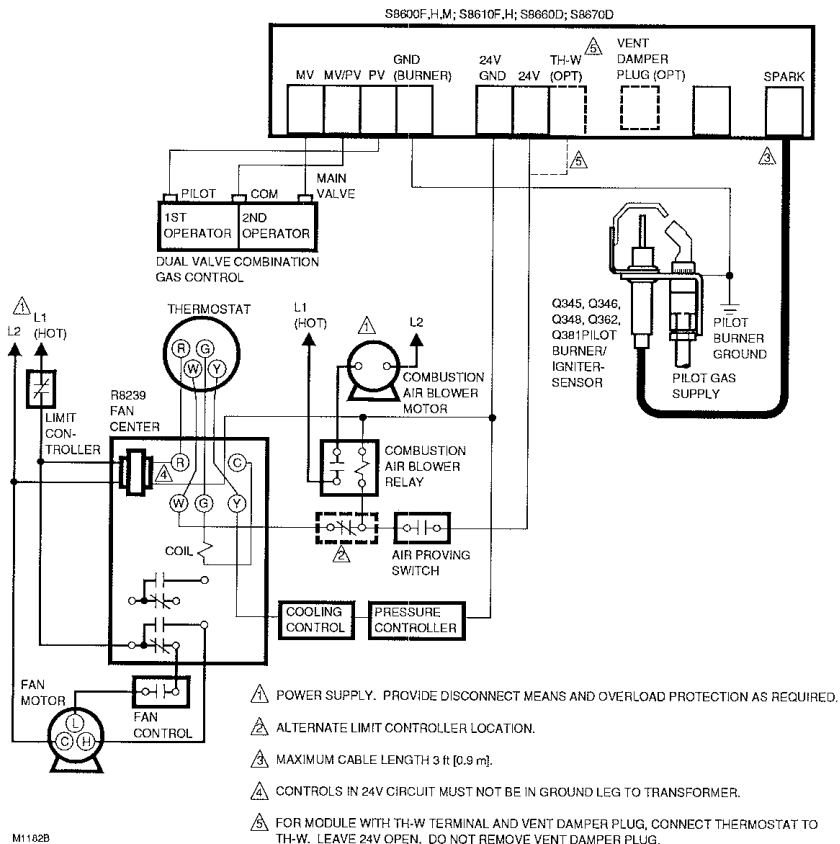 S8600F,H,M; S8610F,H; S8660D; S8670D
MV MV/PV PV
GND
(BURNER)
24V
GND
24V
TH-W
(OPT)
5
VENT
DAMPER
PLUG (OPT)
SPARK
5
3
PILOT
COM
MAIN
VALVE
1ST
OPERATOR
2ND
OPERATOR
DUAL VALVE COMBINATION
GAS CONTROL
1
L2
L1
(HOT)
THERMOSTAT
R
G
W
Y
L1
(HOT)
1
L2
COMBUSTION
AIR BLOWER
MOTOR
Q345, Q346,
Q348, Q362,
Q381PILOT
BURNER/
IGNITER-
SENSOR
PILOT
BURNER
GROUND
PILOT GAS
SUPPLY
LIMIT
CON-
TROLLER
R8239
FAN
CENTER
R
4
C
W
G
Y
COMBUSTION
AIR BLOWER
RELAY
2
AIR PROVING
SWITCH
COIL
COOLING
CONTROL
PRESSURE
CONTROLLER
FAN
MOTOR
L
C
H
FAN
CONTROL
1 POWER SUPPLY. PROVIDE DISCONNECT MEANS AND OVERLOAD PROTECTION AS REQUIRED.
2 ALTERNATE LIMIT CONTROLLER LOCATION.
3 MAXIMUM CABLE LENGTH 3 ft [0.9 m].
4 CONTROLS IN 24V CIRCUIT MUST NOT BE IN GROUND LEG TO TRANSFORMER.
5 FOR MODULE WITH TH-W TERMINAL AND VENT DAMPER PLUG, CONNECT THERMOSTAT TO
TH-W. LEAVE 24V OPEN. DO NOT REMOVE VENT DAMPER PLUG.
M1182B